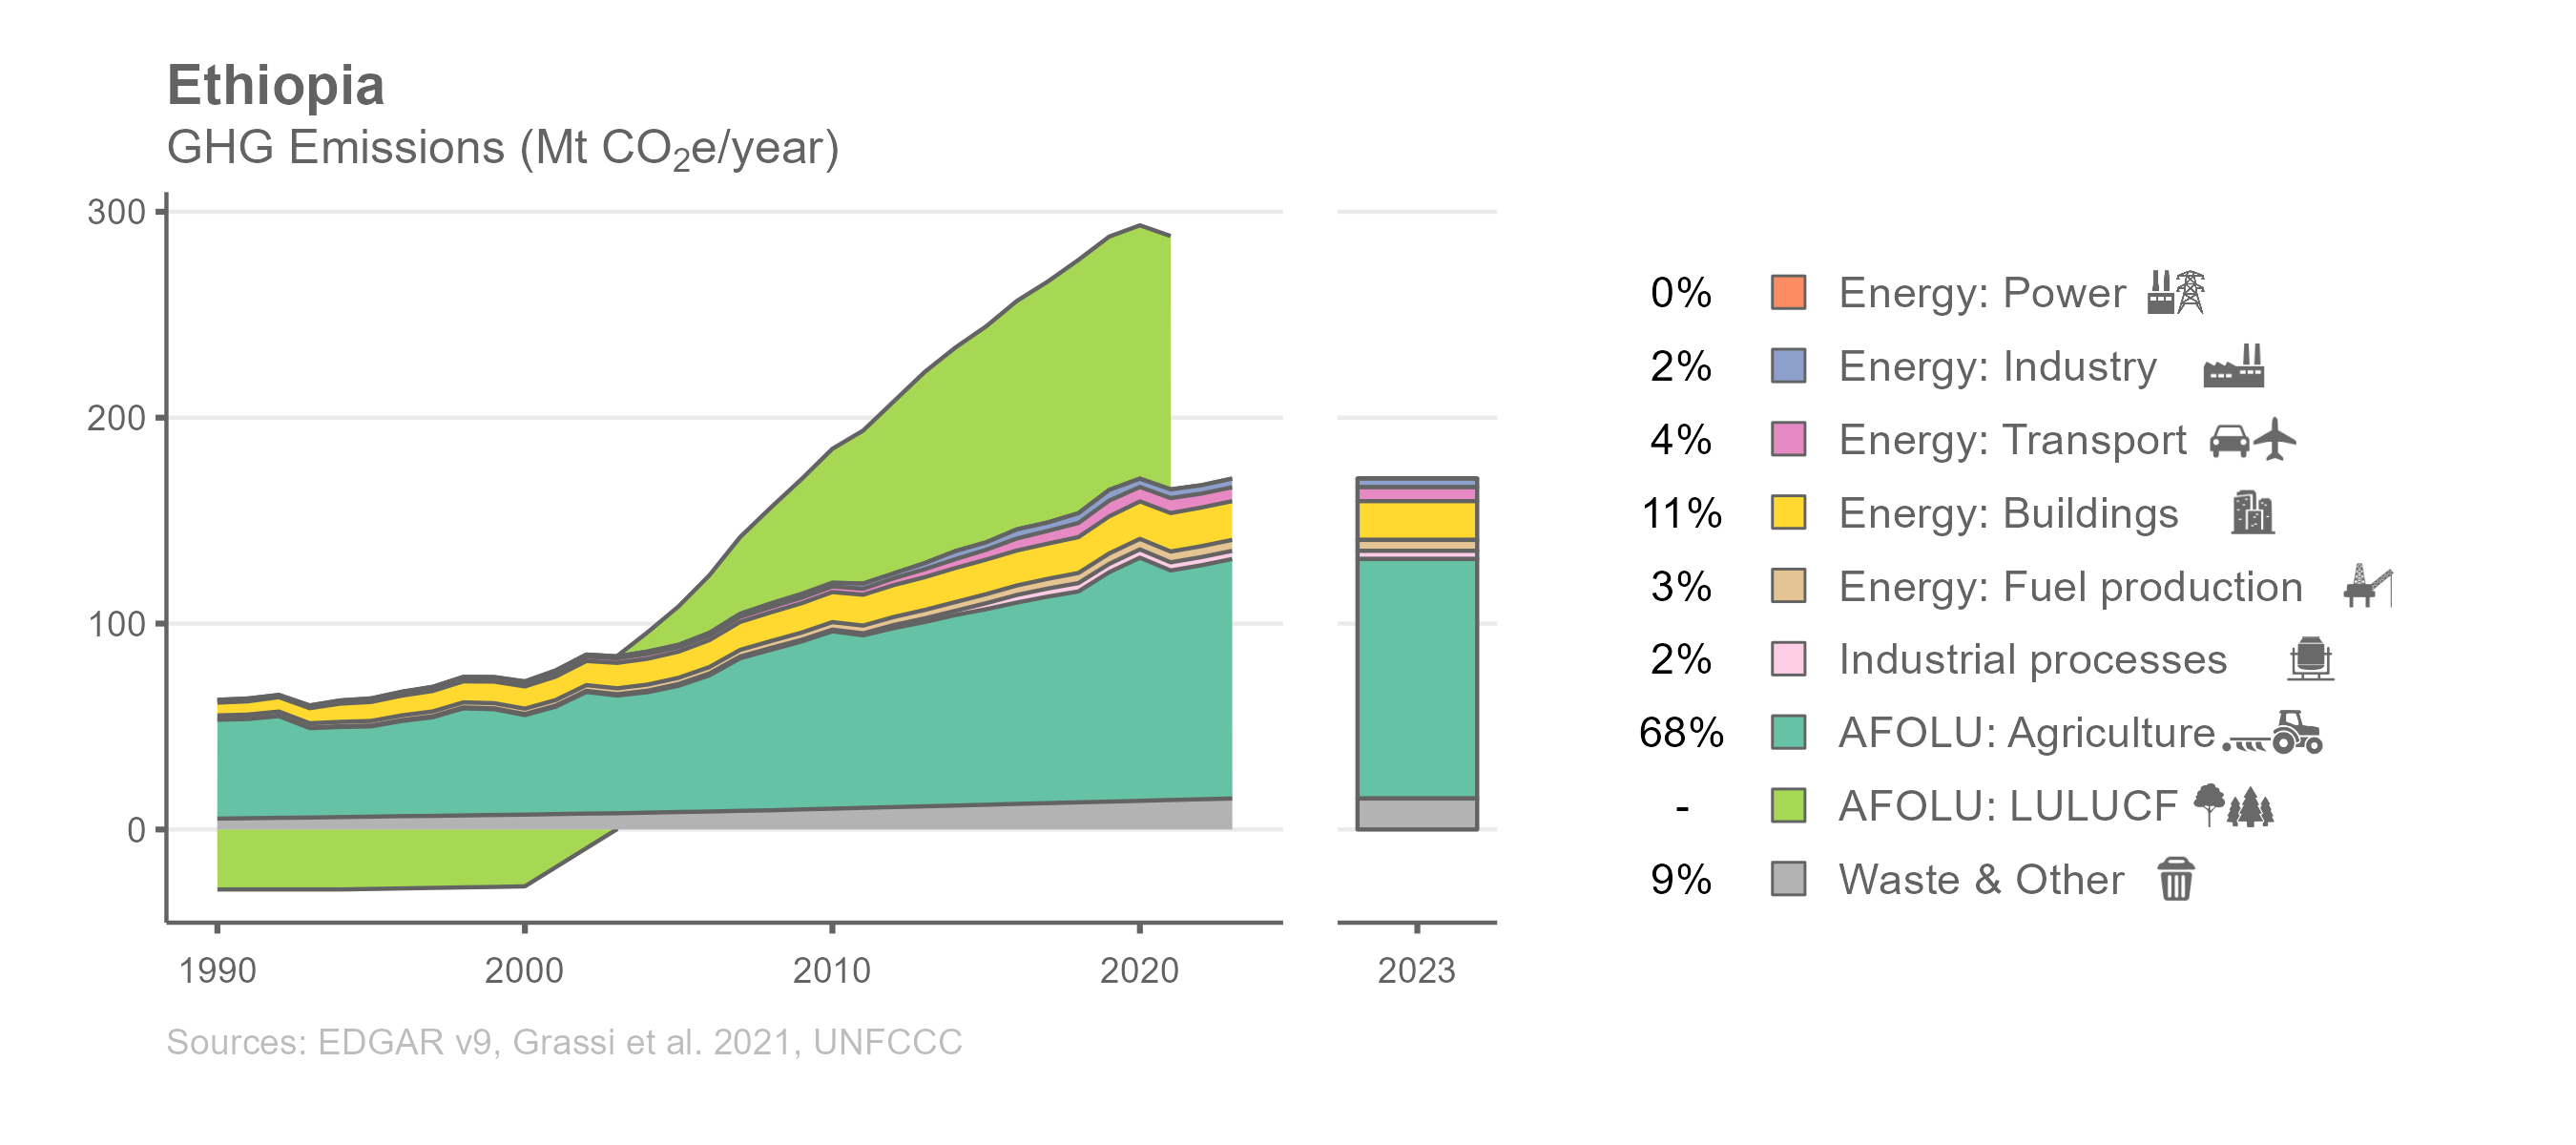 Ethiopia
GHG Emissions (Mt CO₂e/year)
300
200
100
0
1990 2000 2010 2020 2023
0% Energy: Power
2% Energy: Industry
4% Energy: Transport
11% Energy: Buildings
3% Energy: Fuel production
2% Industrial processes
68% AFOLU: Agriculture
- AFOLU: LULUCF
9% Waste & Other
Sources: EDGAR v9, Grassi et al. 2021, UNFCCC